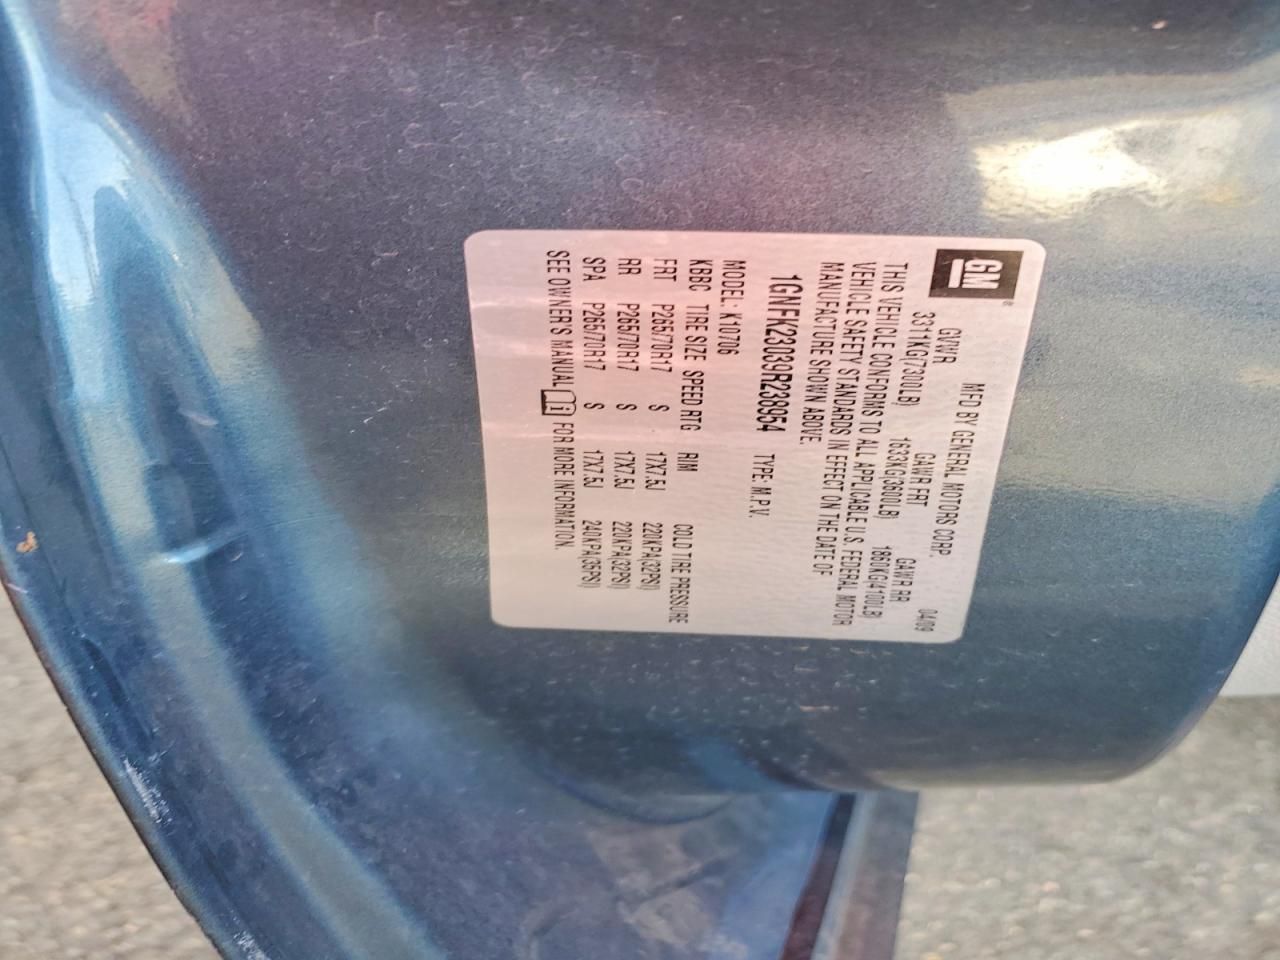 GM®
MFD BY GENERAL MOTORS CORP. 04/09
GVWR GAWR FRT GAWR RR
3311KG(7300LB) 1633KG(3600LB) 1860KG(4100LB)
THIS VEHICLE CONFORMS TO ALL APPLICABLE U.S. FEDERAL MOTOR
VEHICLE SAFETY STANDARDS IN EFFECT ON THE DATE OF
MANUFACTURE SHOWN ABOVE.
1GNFK23039R238954 TYPE: M.P.V.
MODEL: K10706
KBBC TIRE SIZE SPEED RTG RIM COLD TIRE PRESSURE
FRT P265/70R17 S 17X7.5J 220KPA(32PSI)
RR P265/70R17 S 17X7.5J 220KPA(32PSI)
SPA P265/70R17 S 17X7.5J 240KPA(35PSI)
SEE OWNER'S MANUAL FOR MORE INFORMATION.